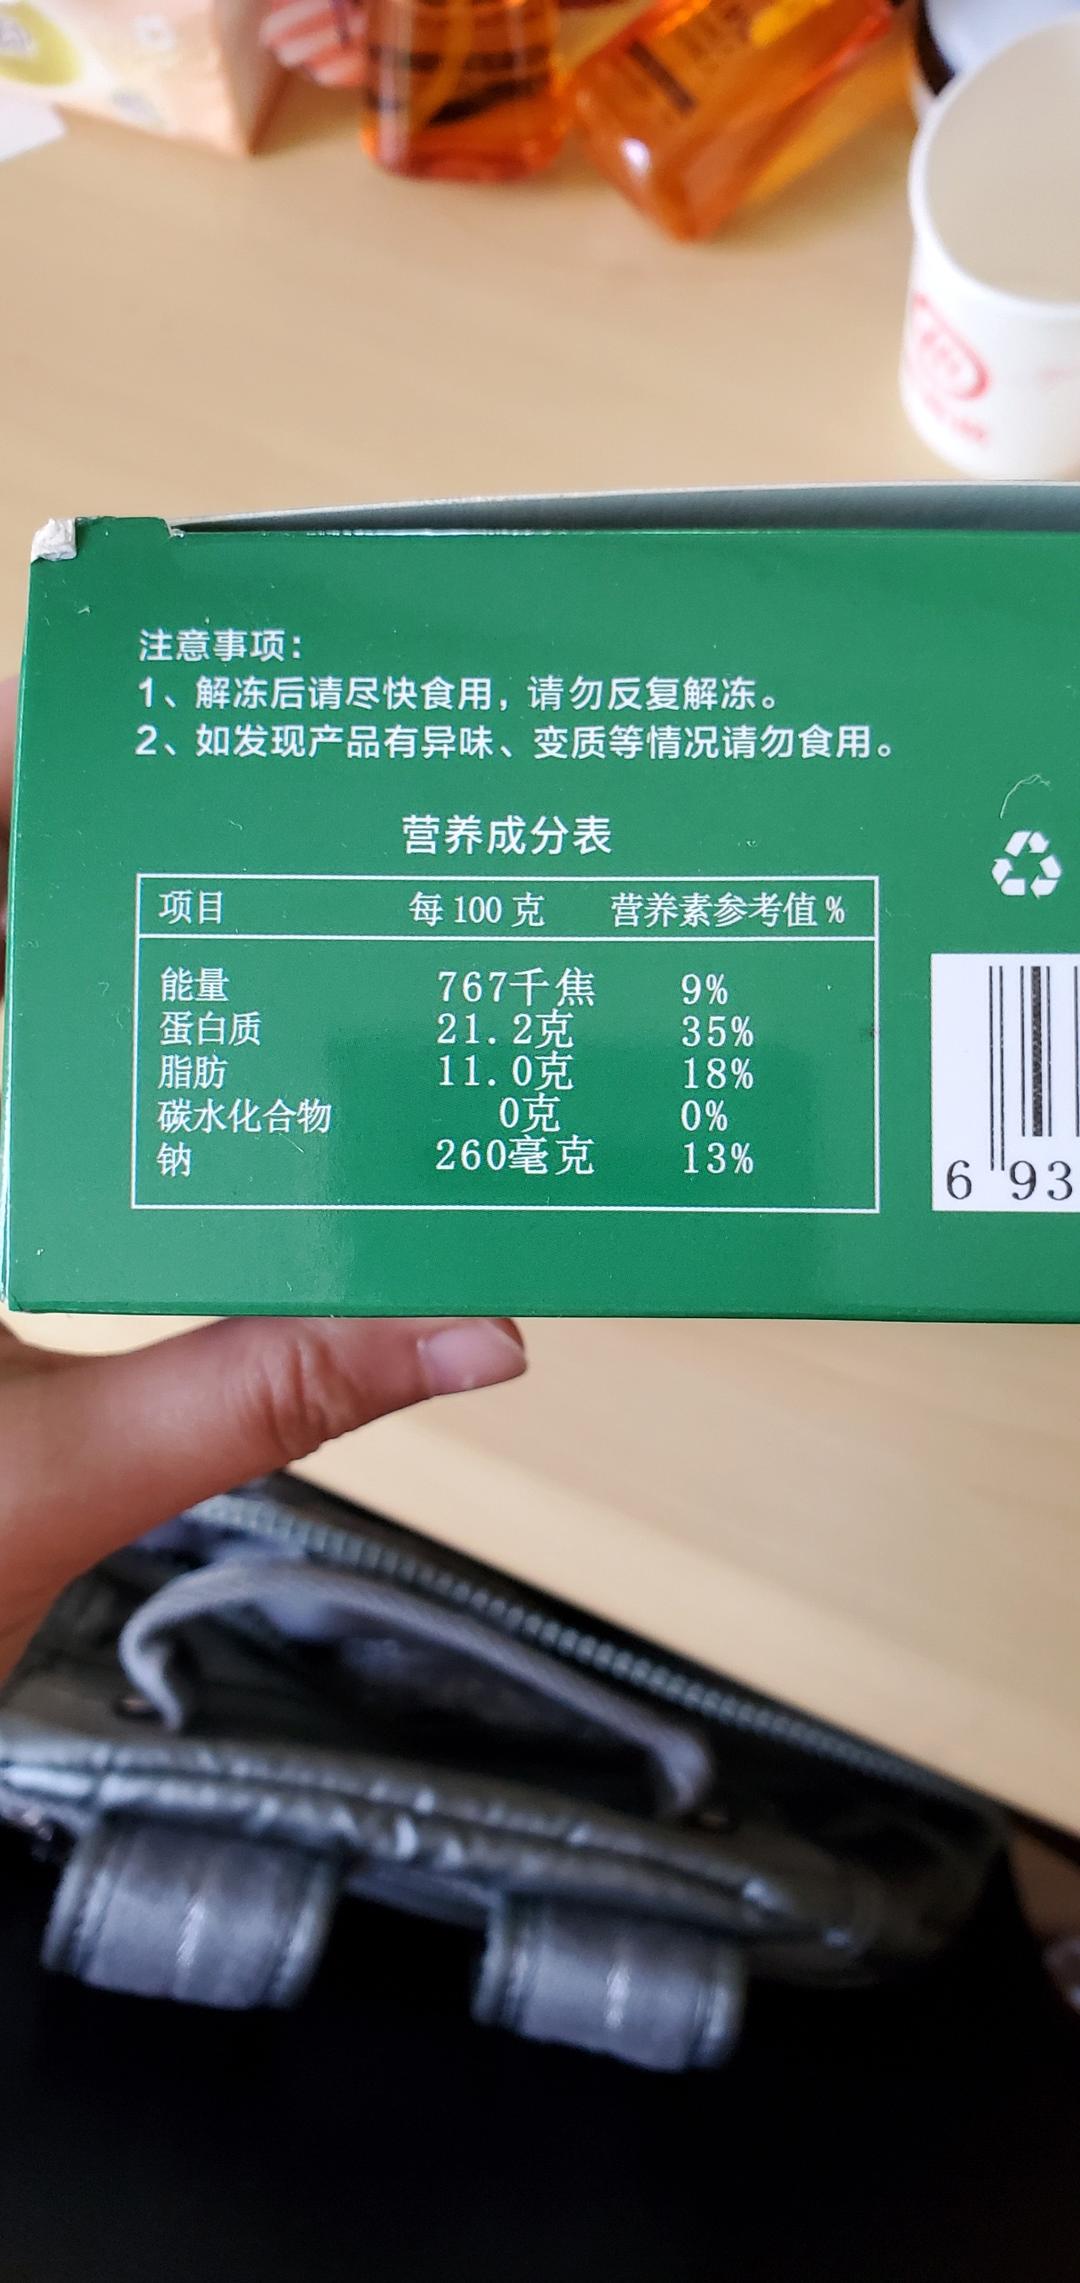 注意事项：
1、解冻后请尽快食用，请勿反复解冻。
2、如发现产品有异味、变质等情况请勿食用。
营养成分表
项目 每100克 营养素参考值%
能量 767千焦 9%
蛋白质 21.2克 35%
脂肪 11.0克 18%
碳水化合物 0克 0%
钠 260毫克 13%
6 93